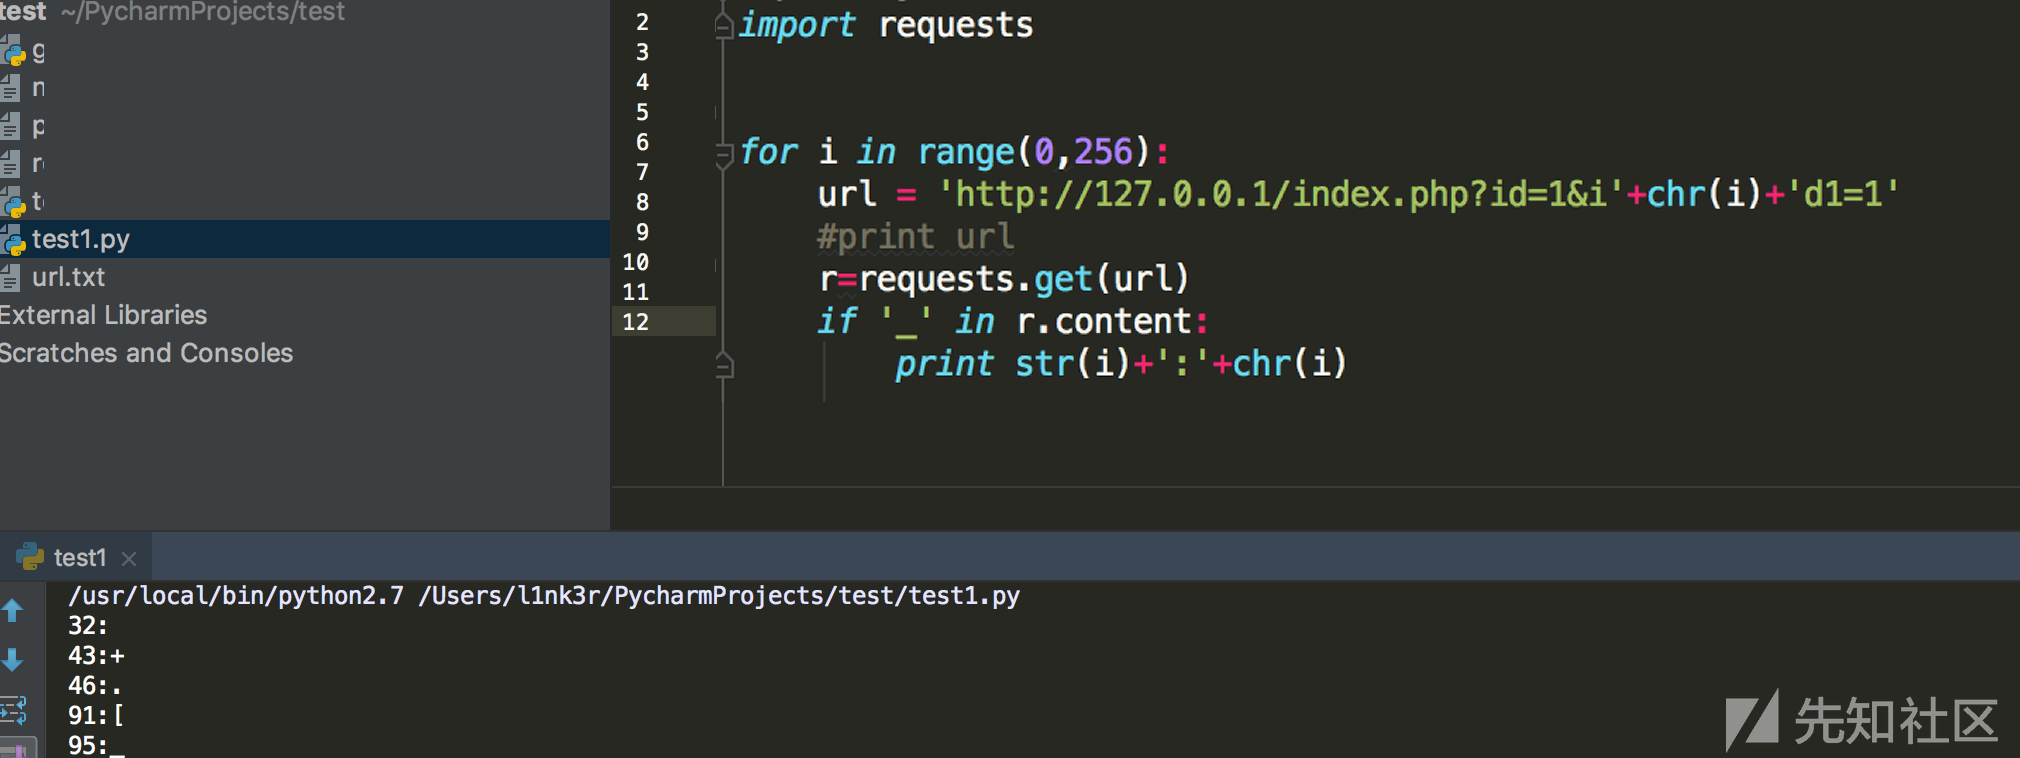 test ~/PycharmProjects/test
g
n
p
r
t
test1.py
url.txt
External Libraries
Scratches and Consoles
2
3
4
5
6
7
8
9
10
11
12
import requests
for i in range(0,256):
url = 'http://127.0.0.1/index.php?id=1&i'+chr(i)+'d1=1'
#print url
r=requests.get(url)
if '_' in r.content:
print str(i)+':'+chr(i)
test1
/usr/local/bin/python2.7 /Users/l1nk3r/PycharmProjects/test/test1.py
32:
43:+
46:.
91:[
95:_
先知社区